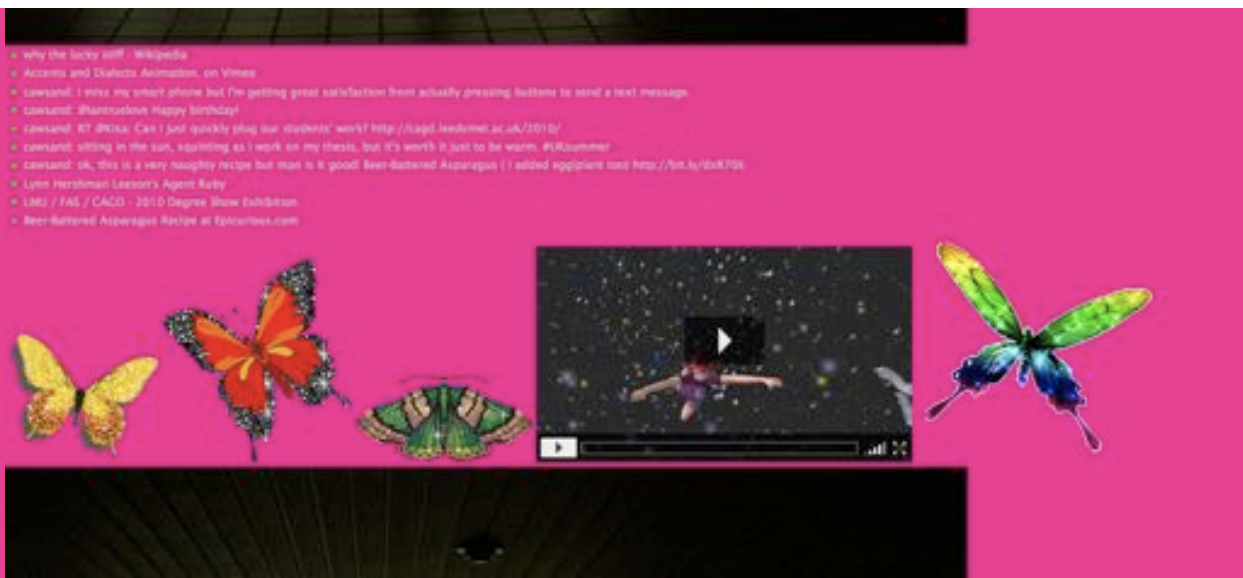 why the lucky stiff - Wikipedia
Accents and Dialects Animation, on Vimeo
cawsand: I miss my smart phone but I'm getting great satisfaction from actually pressing buttons to send a text message.
cawsand: Happy birthday!
cawsand: RT Can I just quickly plug our students' work? http://cagd.leedsmet.ac.uk/2010/
cawsand: sitting in the sun, squinting as I work on my thesis, but it's worth it just to be warm. #UKsummer
cawsand: ok, this is a very naughty recipe but man is it good! Beer-Battered Asparagus ( I added eggplant too)
Lynn Hershman Leeson's Agent Ruby
LMU / FAS / CAGD - 2010 Degree Show Exhibition
Beer-Battered Asparagus Recipe at Epicurious.com